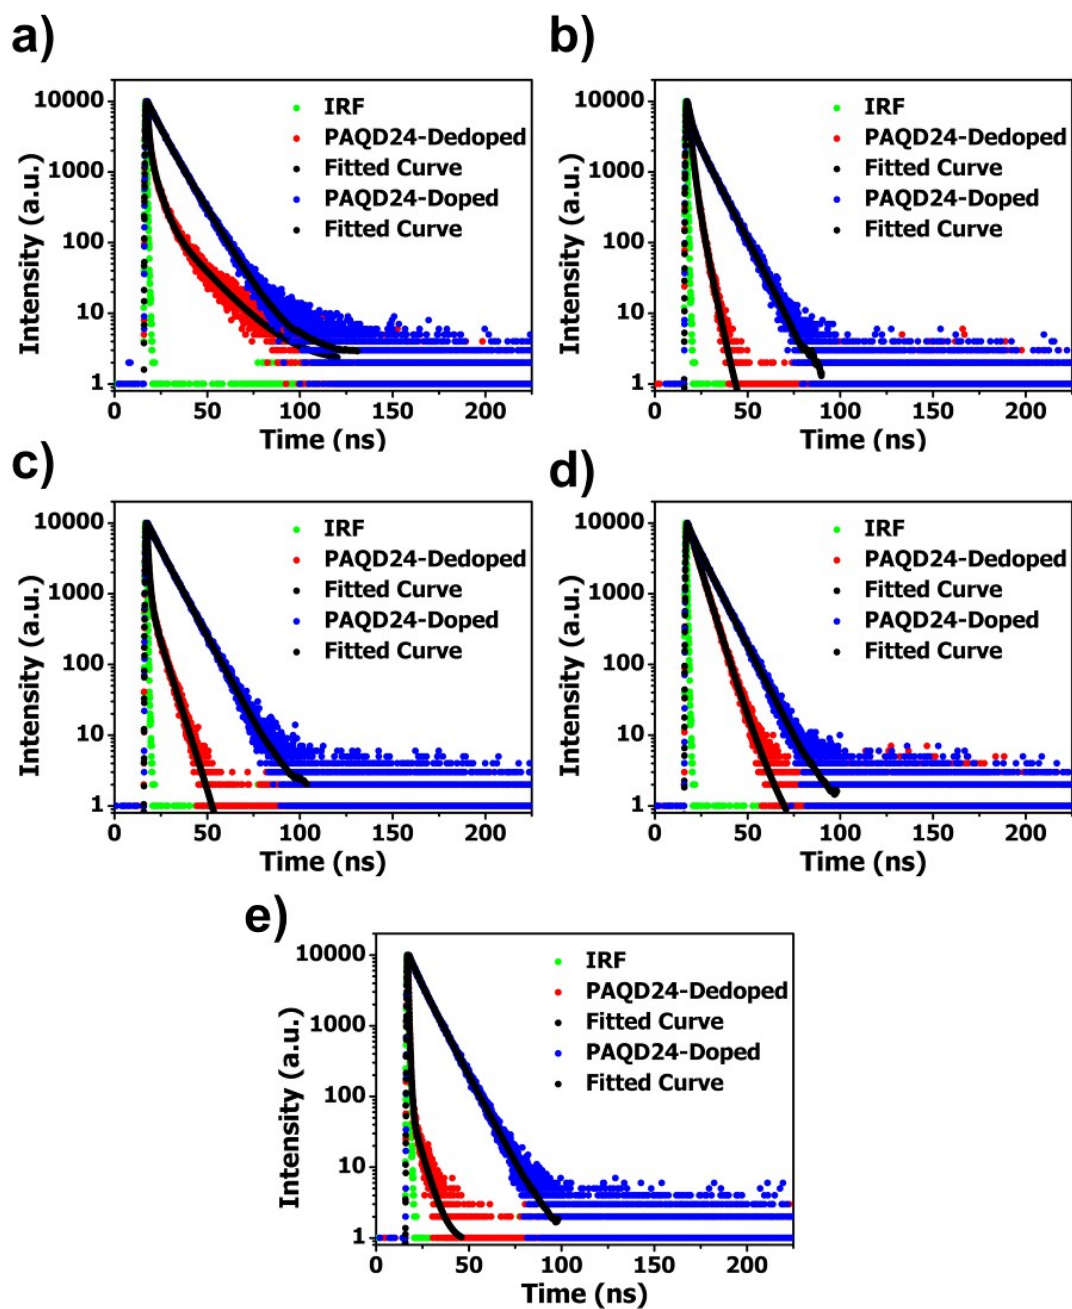 a)
10000
1000
100
10
1
Intensity (a.u.)
IRF
PAQD24-Dedoped
Fitted Curve
PAQD24-Doped
Fitted Curve
0 50 100 150 200
Time (ns)
b)
10000
1000
100
10
1
Intensity (a.u.)
IRF
PAQD24-Dedoped
Fitted Curve
PAQD24-Doped
Fitted Curve
0 50 100 150 200
Time (ns)
c)
10000
1000
100
10
1
Intensity (a.u.)
IRF
PAQD24-Dedoped
Fitted Curve
PAQD24-Doped
Fitted Curve
0 50 100 150 200
Time (ns)
d)
10000
1000
100
10
1
Intensity (a.u.)
IRF
PAQD24-Dedoped
Fitted Curve
PAQD24-Doped
Fitted Curve
0 50 100 150 200
Time (ns)
e)
10000
1000
100
10
1
Intensity (a.u.)
IRF
PAQD24-Dedoped
Fitted Curve
PAQD24-Doped
Fitted Curve
0 50 100 150 200
Time (ns)